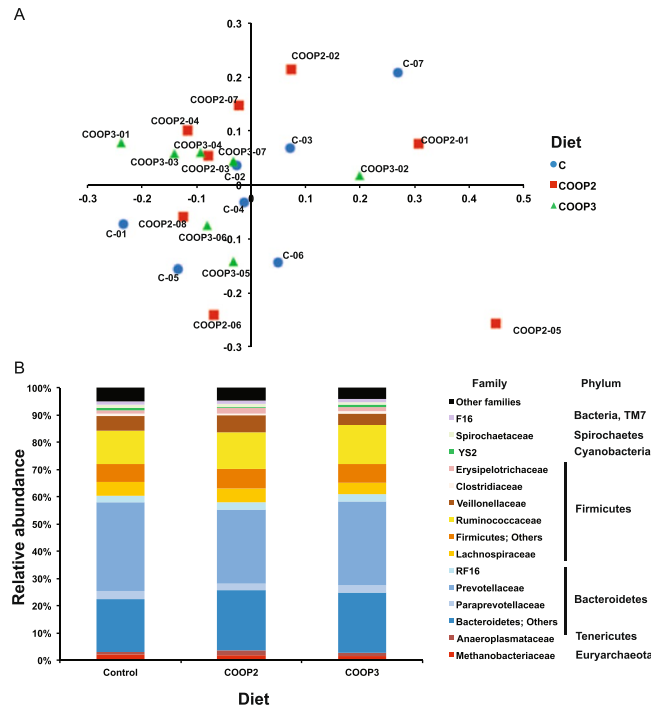 A
0.3
COOP2-02
C-07
0.2
COOP2-07
COOP2-04
COOP3-01
0.1
COOP3-04
COOP3-07
C-03
COOP2-01
COOP3-03
COOP2-03
COOP3-02
C-02
0
-0.3
-0.2
-0.1
0
0.1
0.2
0.3
0.4
0.5
C-04
COOP2-08
C-01
COOP3-06
-0.1
C-06
C-05
COOP3-05
-0.2
COOP2-06
COOP2-05
-0.3
Diet
C
COOP2
COOP3
B
100%
90%
80%
70%
60%
50%
40%
30%
20%
10%
0%
Relative abundance
Control
COOP2
COOP3
Diet
Family
Phylum
Other families
F16
Bacteria, TM7
Spirochaetaceae
Spirochaetes
YS2
Cyanobacteria
Erysipelotrichaceae
Clostridiaceae
Veillonellaceae
Ruminococcaceae
Firmicutes; Others
Lachnospiraceae
Firmicutes
RF16
Prevotellaceae
Paraprevotellaceae
Bacteroidetes; Others
Bacteroidetes
Anaeroplasmataceae
Tenericutes
Methanobacteriaceae
Euryarchaeota